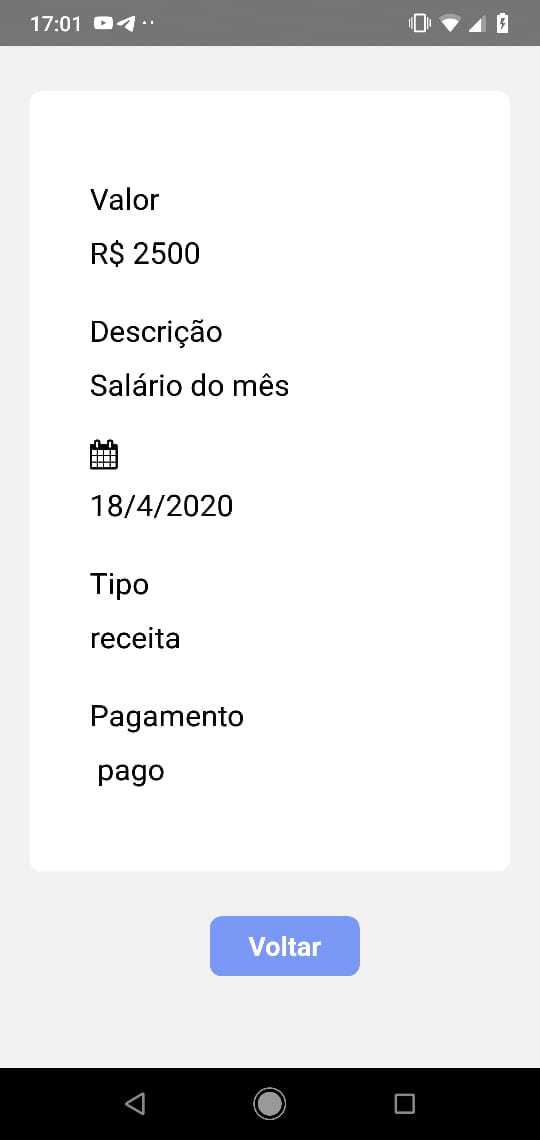 17:01
Valor
R$ 2500
Descrição
Salário do mês
18/4/2020
Tipo
receita
Pagamento
pago
Voltar